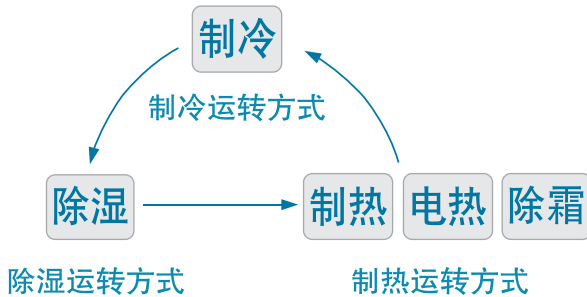 制冷
制冷运转方式
除湿
制热 电热 除霜
除湿运转方式
制热运转方式